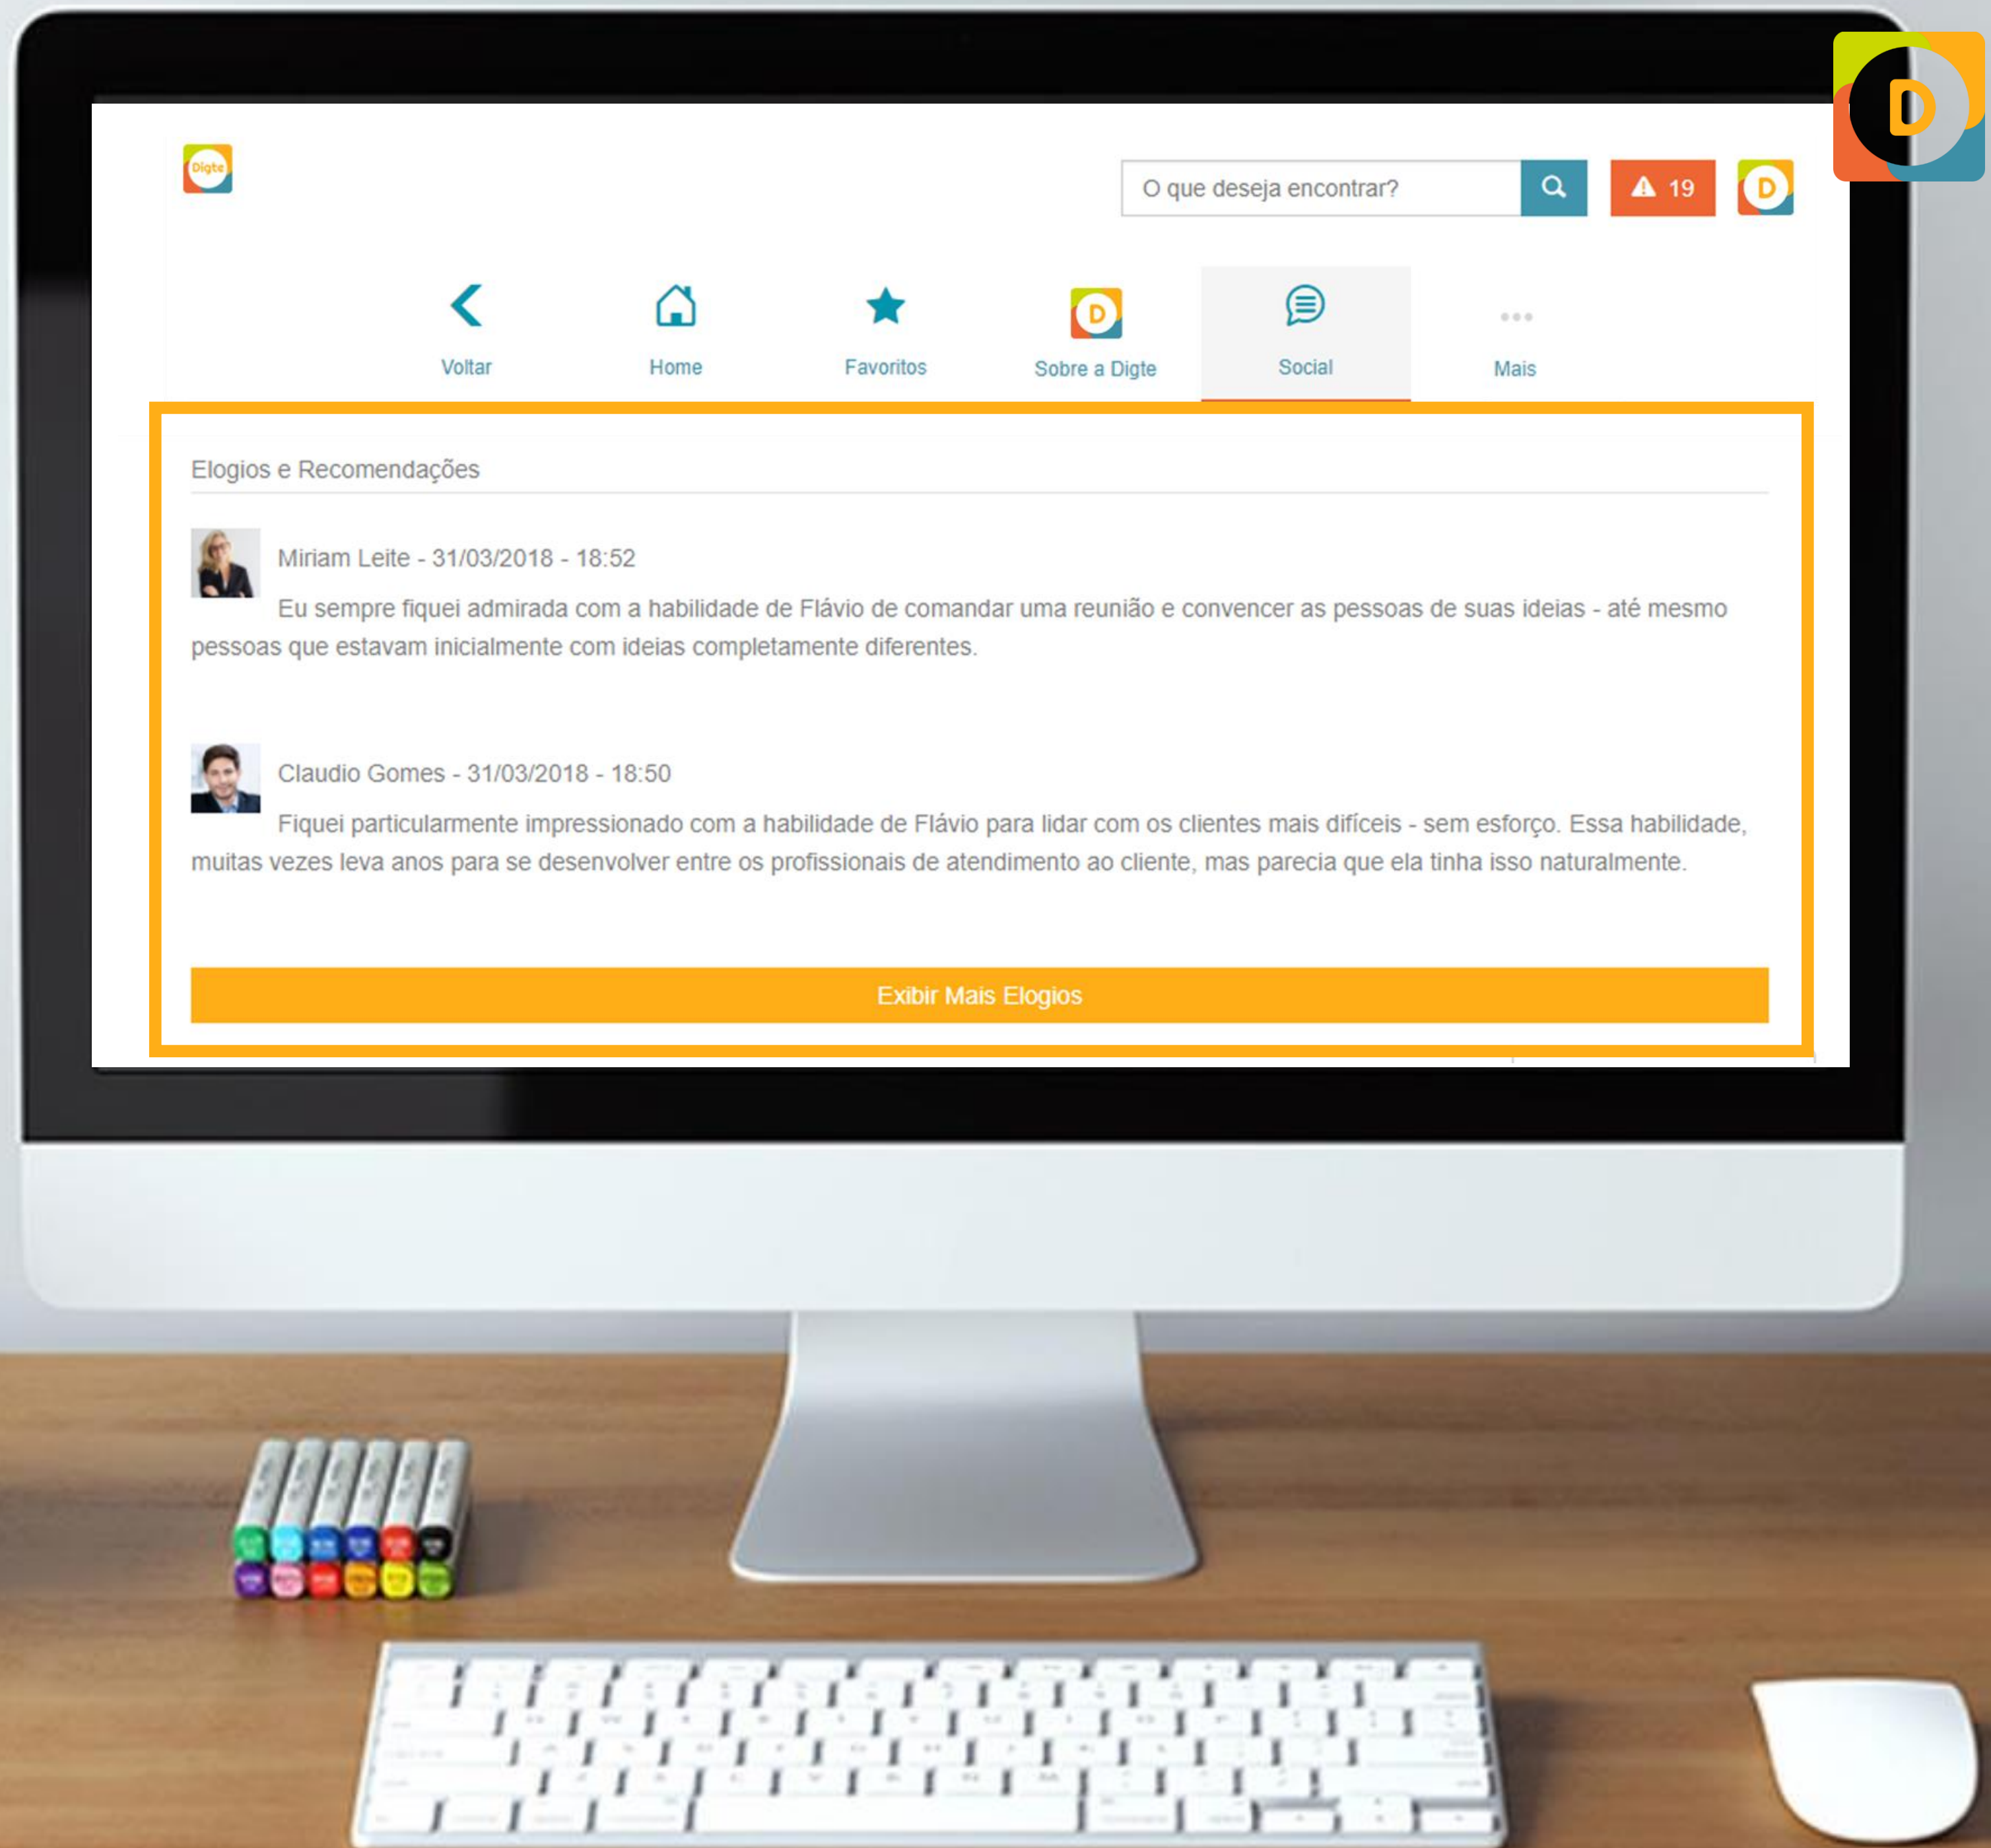 D
Digte
O que deseja encontrar?
19
D
Voltar
Home
Favoritos
D
Sobre a Digte
Social
Mais
Elogios e Recomendações
Miriam Leite - 31/03/2018 - 18:52
Eu sempre fiquei admirada com a habilidade de Flávio de comandar uma reunião e convencer as pessoas de suas ideias - até mesmo
pessoas que estavam inicialmente com ideias completamente diferentes.
Claudio Gomes - 31/03/2018 - 18:50
Fiquei particularmente impressionado com a habilidade de Flávio para lidar com os clientes mais difíceis - sem esforço. Essa habilidade,
muitas vezes leva anos para se desenvolver entre os profissionais de atendimento ao cliente, mas parecia que ela tinha isso naturalmente.
Exibir Mais Elogios